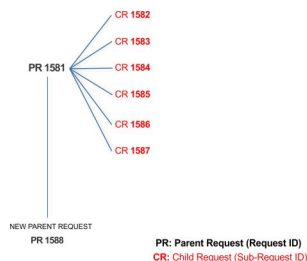 CR 1582
CR 1583
PR 1581
CR 1584
CR 1585
CR 1586
CR 1587
NEW PARENT REQUEST
PR 1588
PR: Parent Request (Request ID)
CR: Child Request (Sub-Request ID)